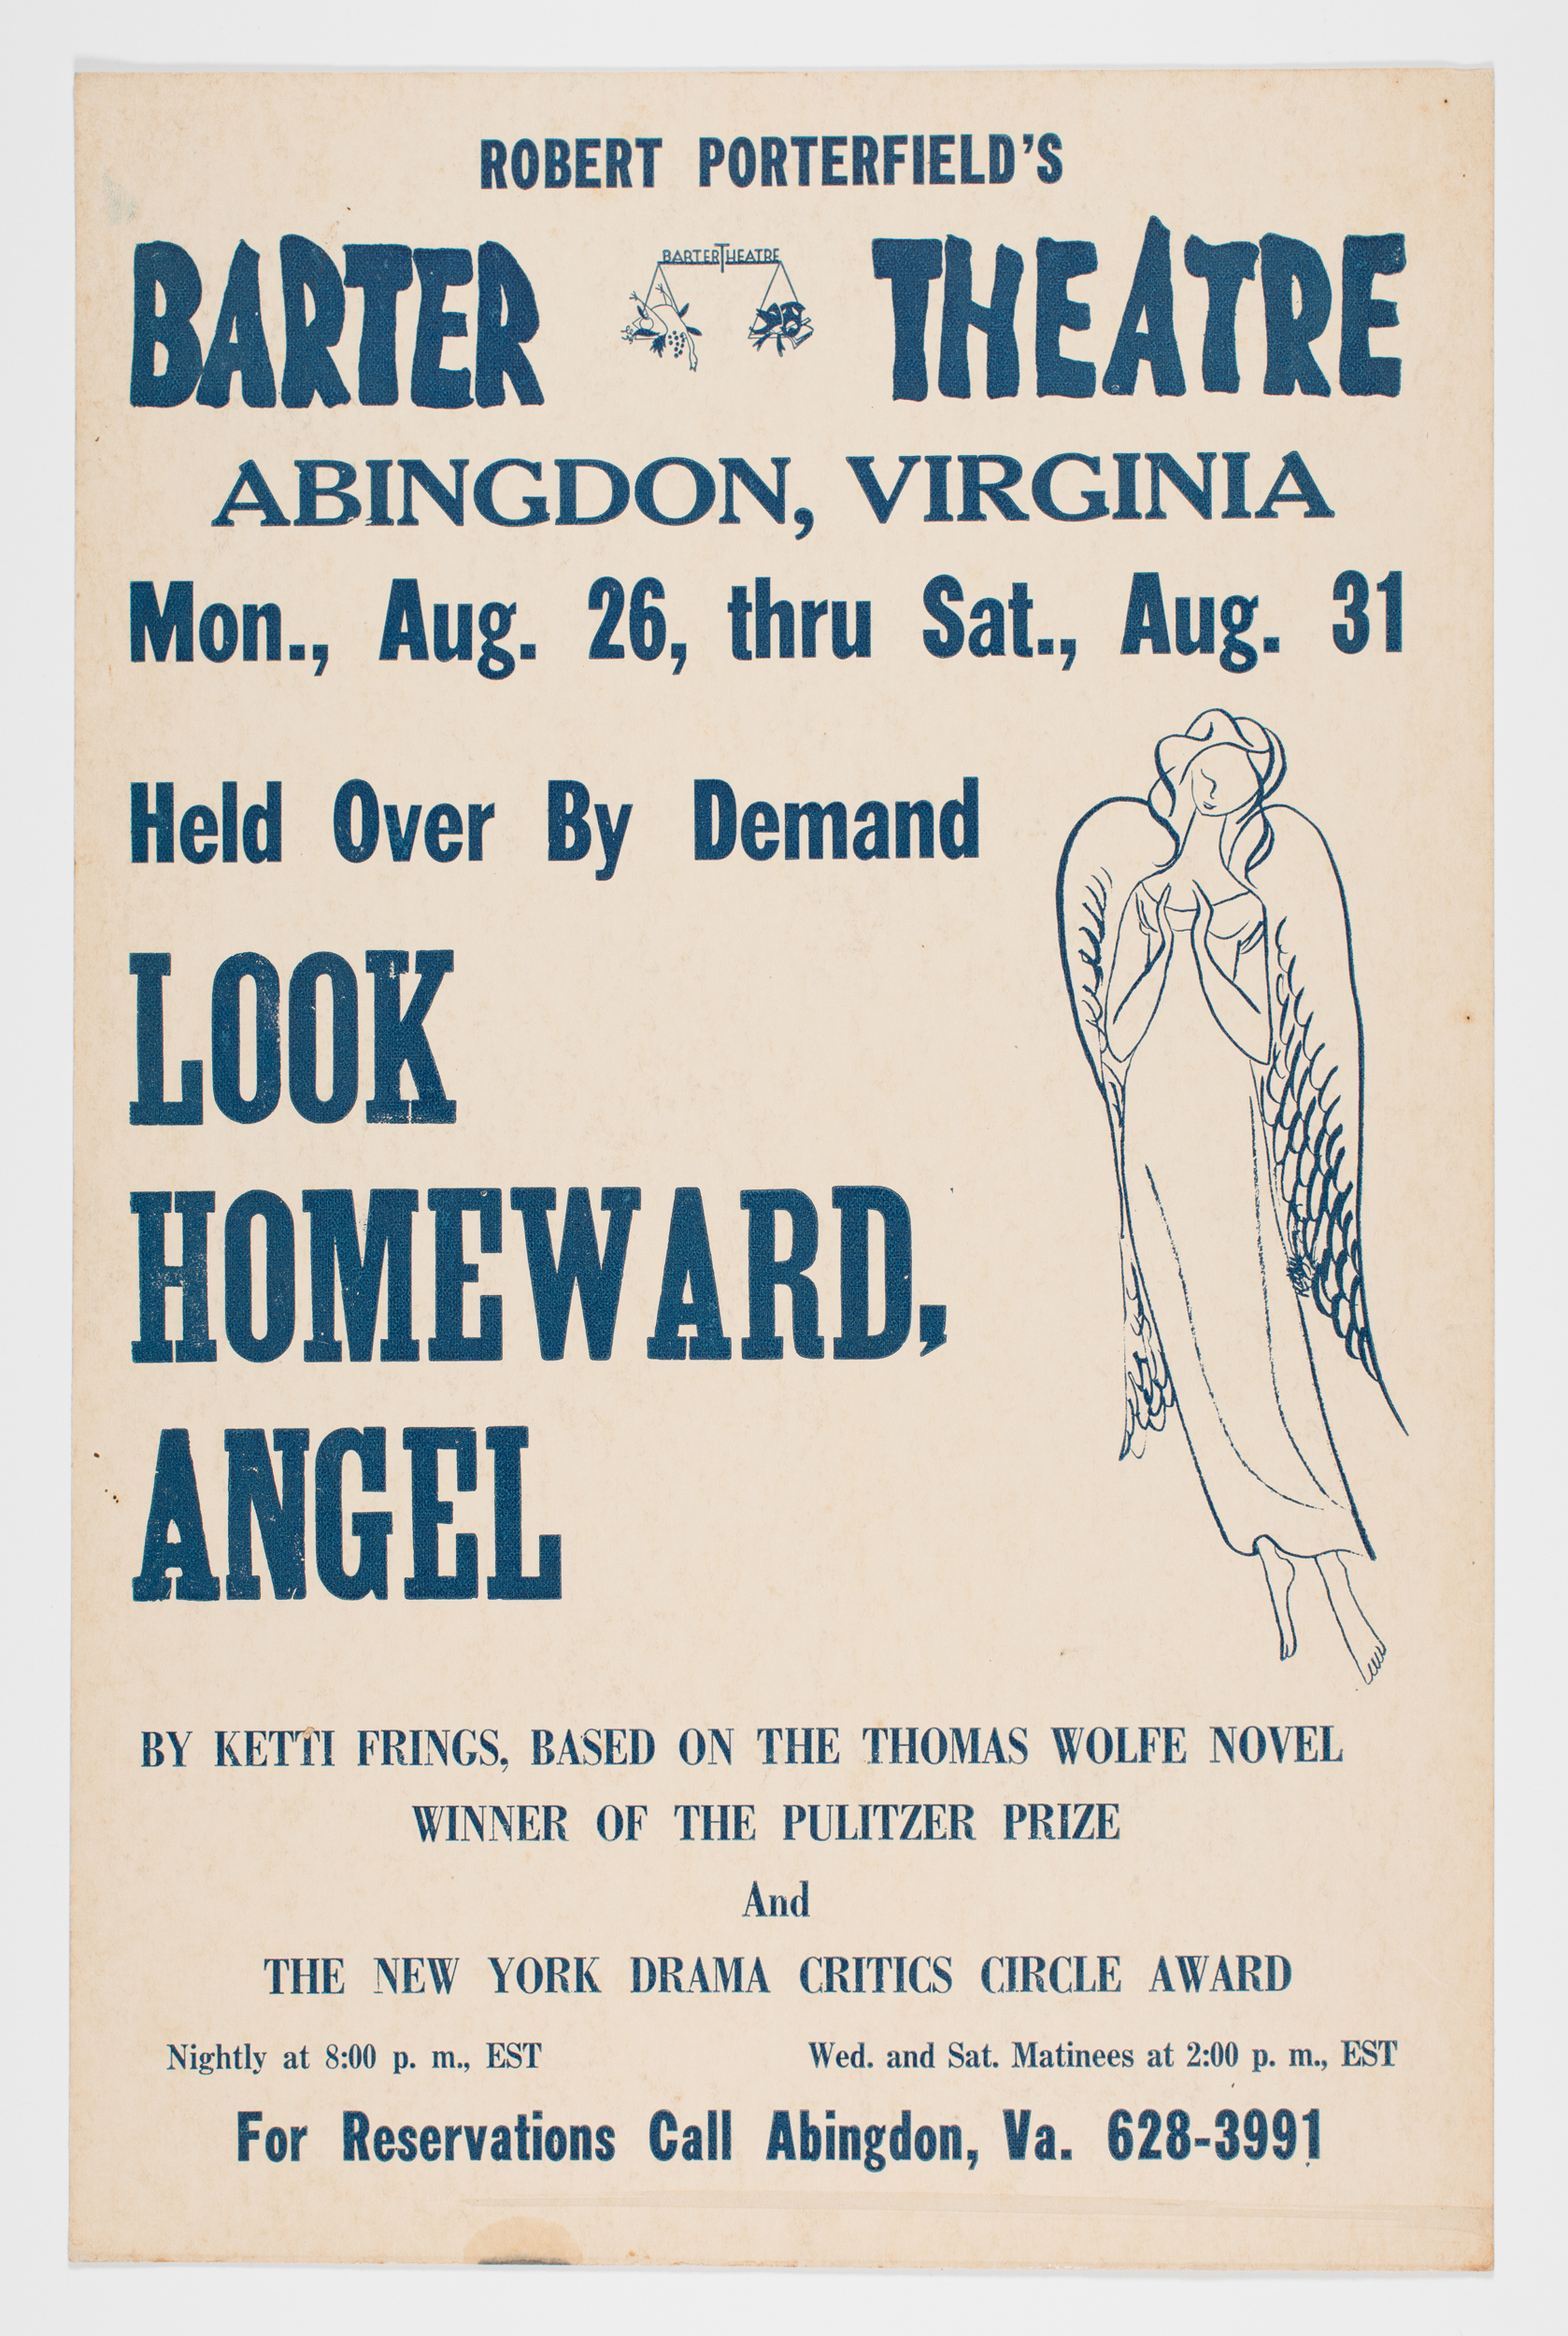 ROBERT PORTERFIELD'S
BARTER THEATRE
BARTER THEATRE
ABINGDON, VIRGINIA
Mon., Aug. 26, thru Sat., Aug. 31
Held Over By Demand
LOOK
HOMEWARD,
ANGEL
BY KETTI FRINGS, BASED ON THE THOMAS WOLFE NOVEL
WINNER OF THE PULITZER PRIZE
And
THE NEW YORK DRAMA CRITICS CIRCLE AWARD
Nightly at 8:00 p. m., EST Wed. and Sat. Matinees at 2:00 p. m., EST
For Reservations Call Abingdon, Va. 628-3991